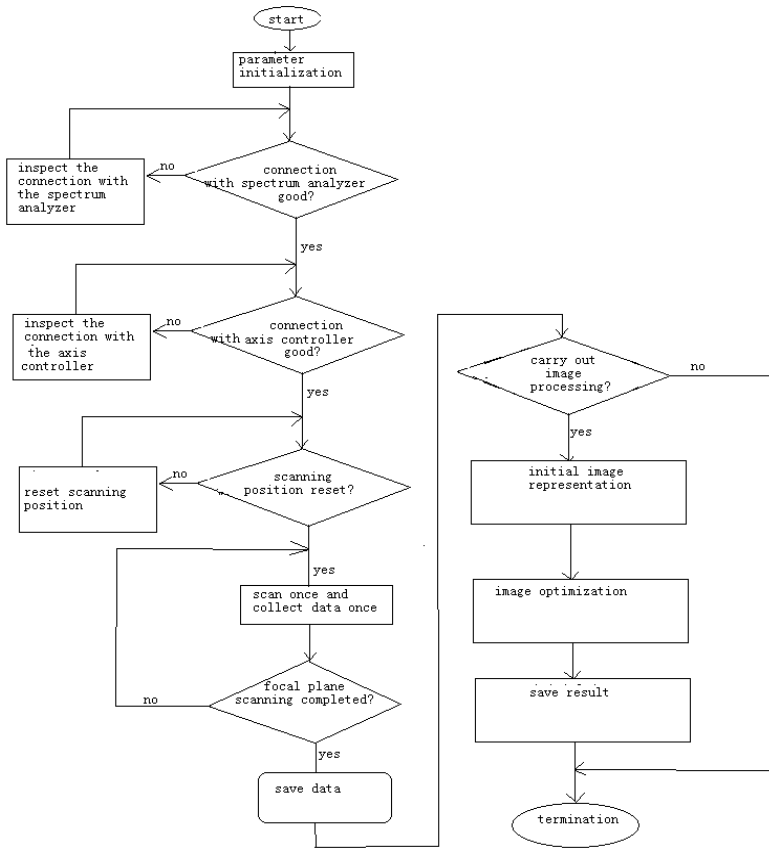 start
parameter
initialization
connection
with spectrum analyzer
good?
no
inspect the
connection with
the spectrum
analyzer
yes
connection
with axis controller
good?
no
inspect the
connection with
the axis
controller
yes
scanning
position reset?
no
reset scanning
position
yes
scan once and
collect data once
focal plane
scanning completed?
no
yes
save data
carry out
image
processing?
no
yes
initial image
representation
image optimization
save result
termination